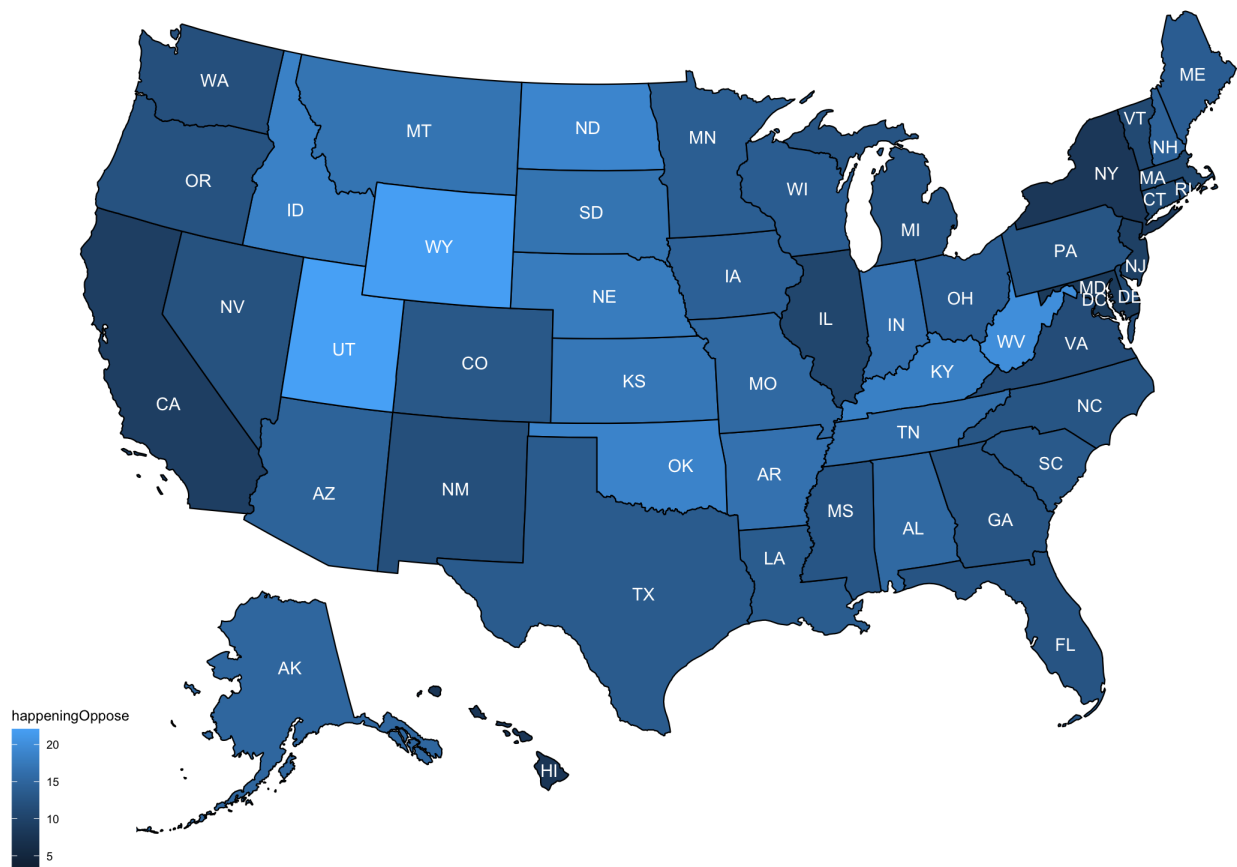 ME
WA
VT
MT
ND
MN
NH
NY
MA
RI
OR
WI
CT
ID
SD
MI
WY
PA
NJ
IA
MD
NE
DE
OH
DC
NV
IL
IN
WV
VA
UT
CO
KY
KS
MO
CA
NC
TN
SC
OK
AR
NM
AZ
MS
GA
AL
LA
TX
FL
AK
HI
happeningOppose
20
15
10
5